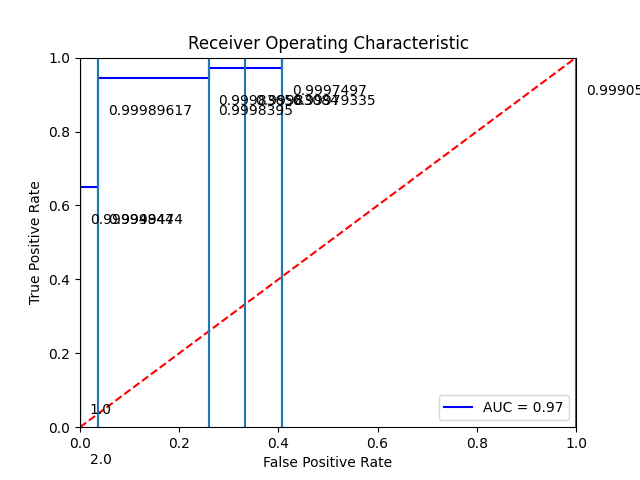 Receiver Operating Characteristic
1.0
0.9997497
0.99905
0.99989617
0.9998395
0.8
0.6
0.4
0.2
0.0
True Positive Rate
1.0
AUC = 0.97
0.0 0.2 0.4 0.6 0.8 1.0
2.0
False Positive Rate